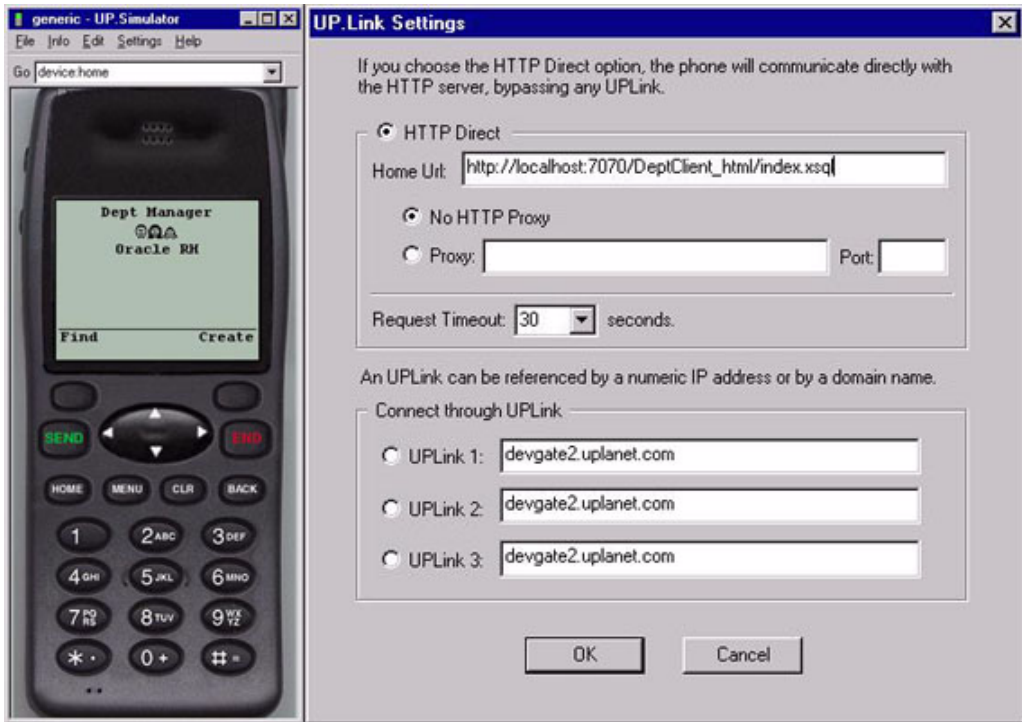 generic - UP.Simulator
File Info Edit Settings Help
Go device:home
Dept Manager
Oracle RH
Find Create
SEND END
HOME MENU CLR BACK
1 2ABC 3DEF
4GHI 5JKL 6MNO
7PQRS 8TUV 9WXYZ
* . 0 + # =
UP.Link Settings
If you choose the HTTP Direct option, the phone will communicate directly with
the HTTP server, bypassing any UPLink.
HTTP Direct
Home Url: http://localhost:7070/DeptClient_html/index.xsql
No HTTP Proxy
Proxy: Port:
Request Timeout: 30 seconds.
An UPLink can be referenced by a numeric IP address or by a domain name.
Connect through UPLink
UPLink 1: devgate2.uplanet.com
UPLink 2: devgate2.uplanet.com
UPLink 3: devgate2.uplanet.com
OK Cancel